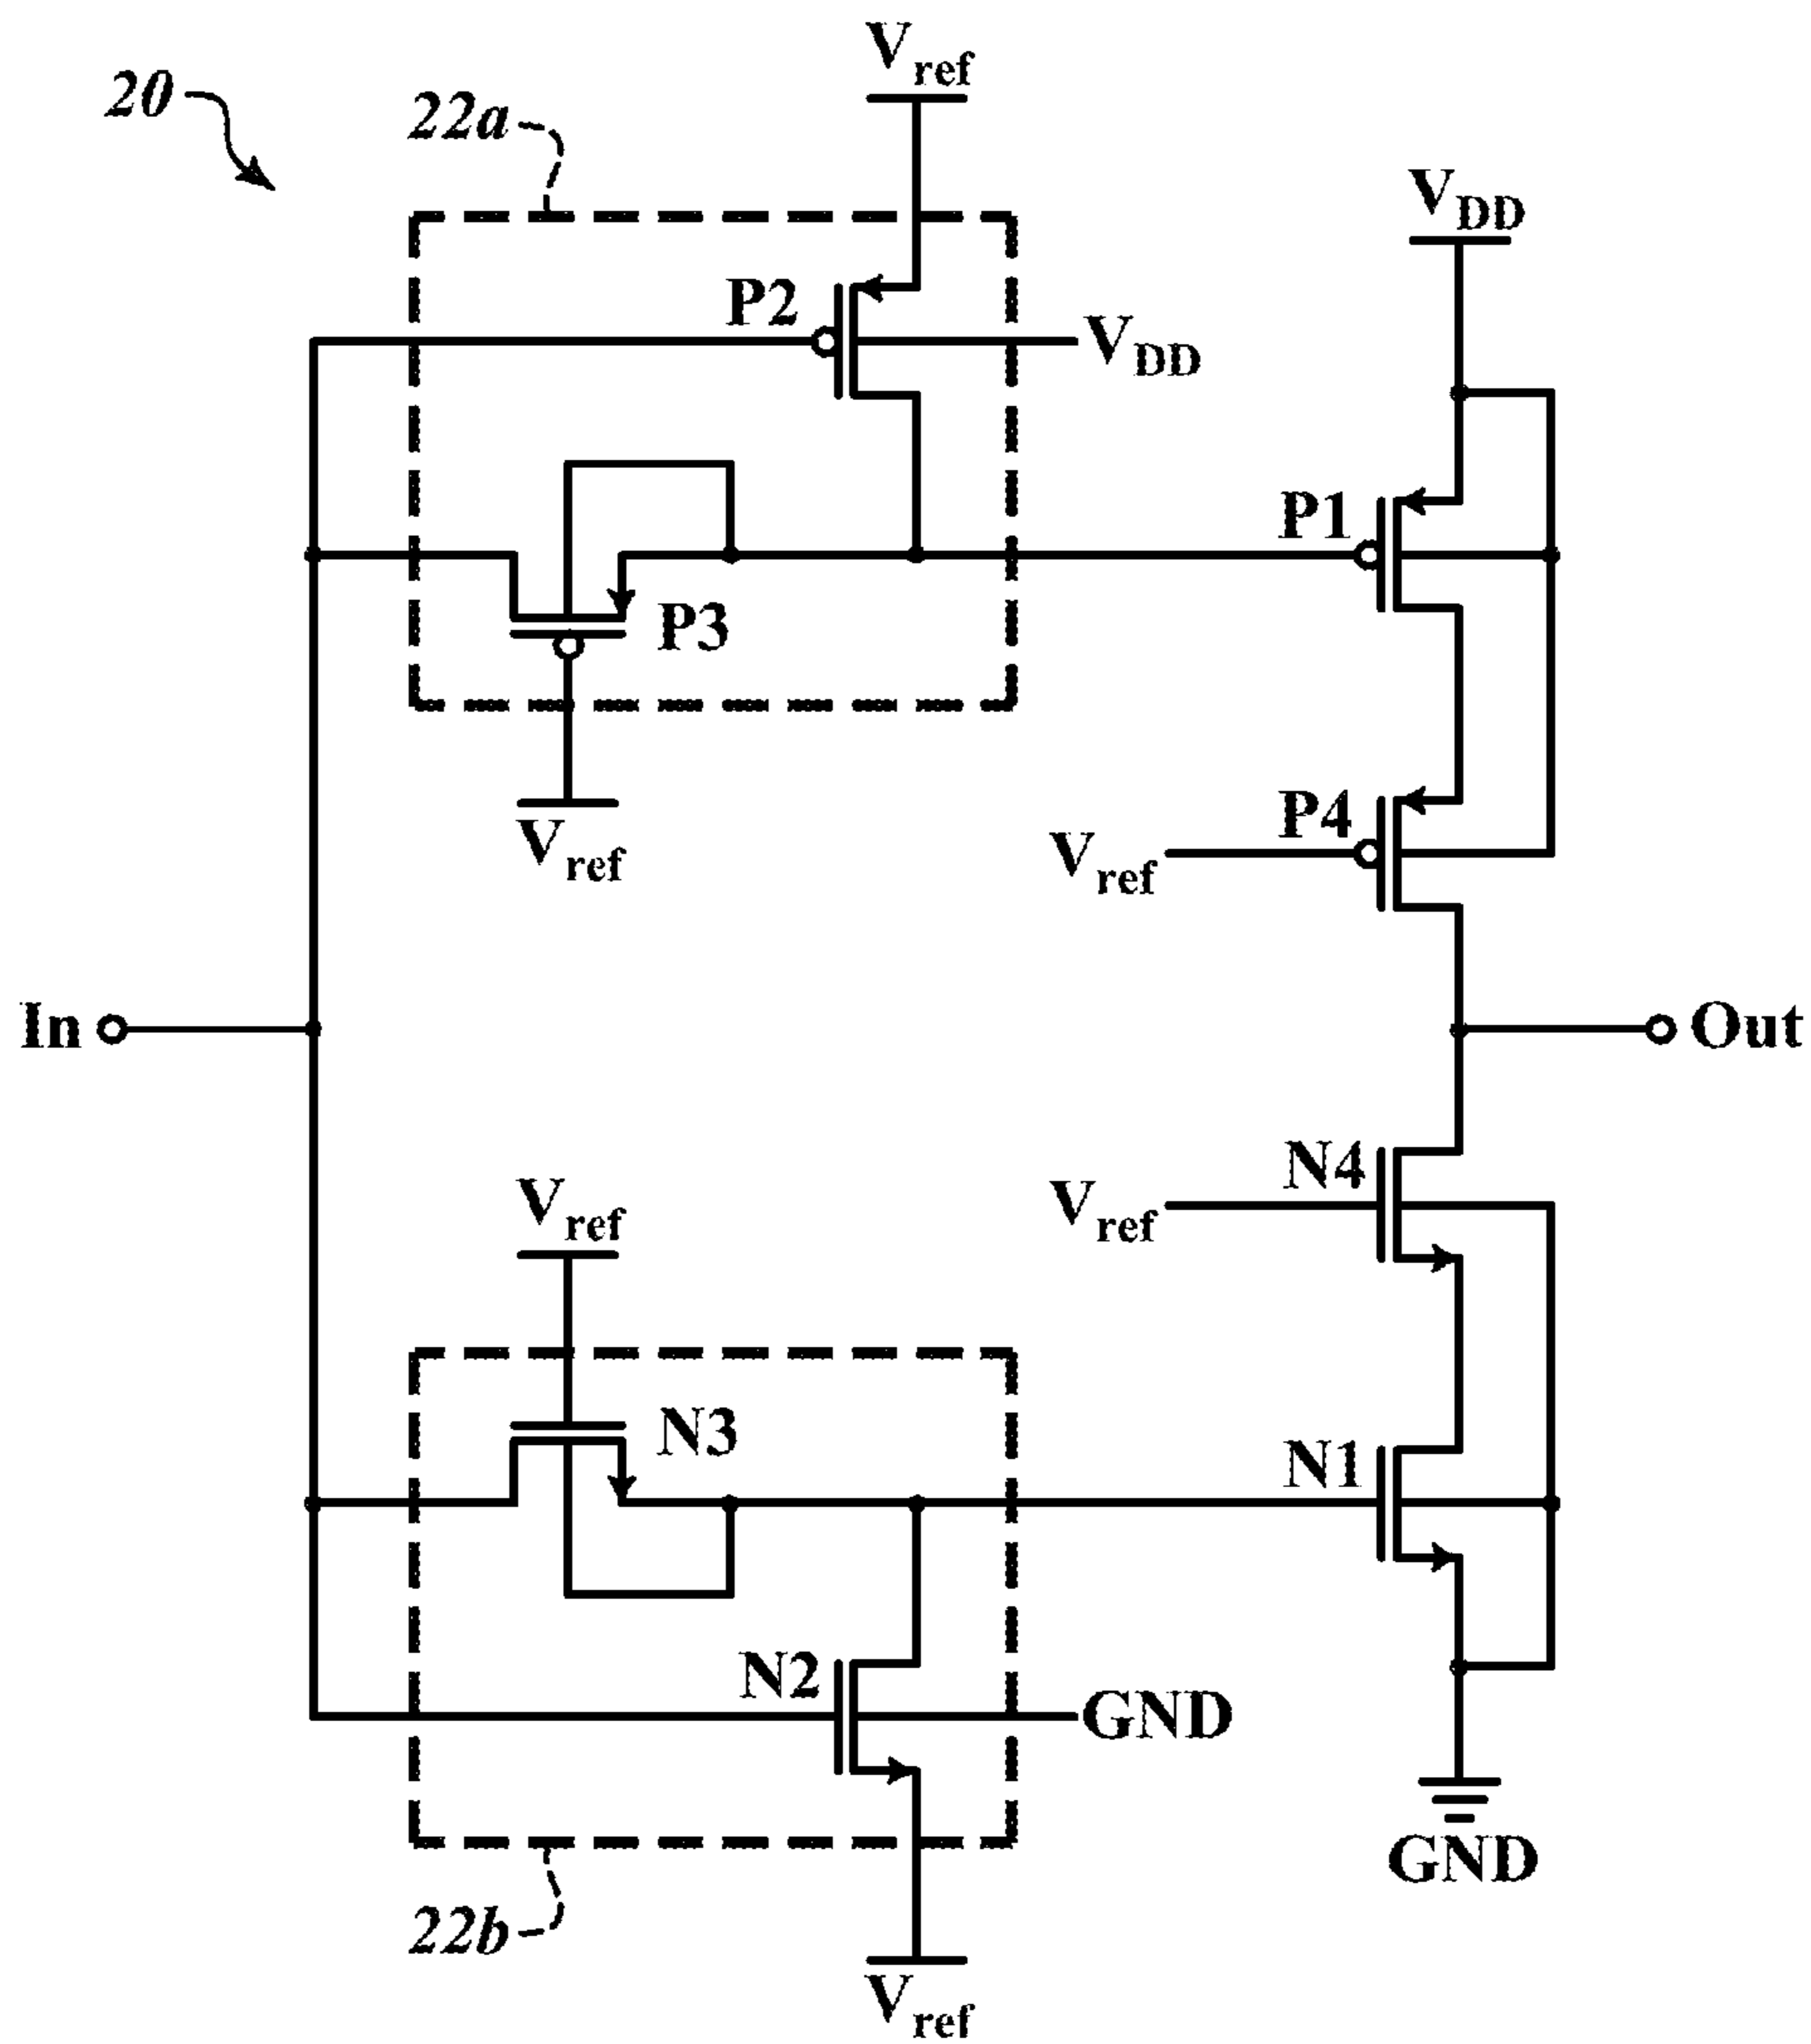 20
22a
Vref
VDD
P2
VDD
P1
P3
Vref
P4
Vref
In
Out
N4
Vref
Vref
N3
N1
N2
GND
GND
22b
Vref